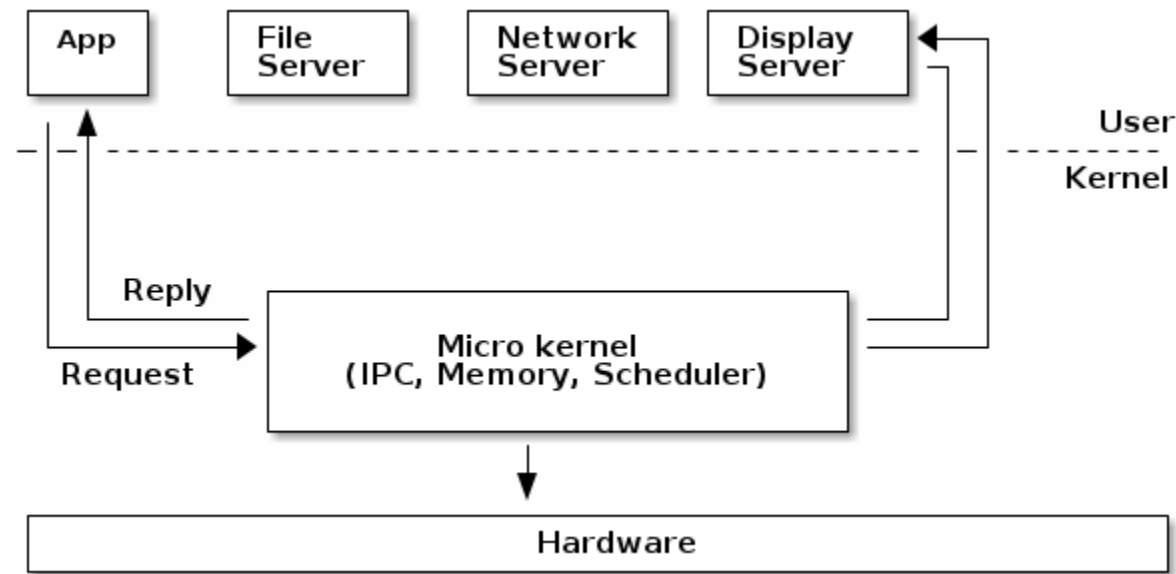 App
File
Server
Network
Server
Display
Server
User
Kernel
Reply
Request
Micro kernel
(IPC, Memory, Scheduler)
Hardware